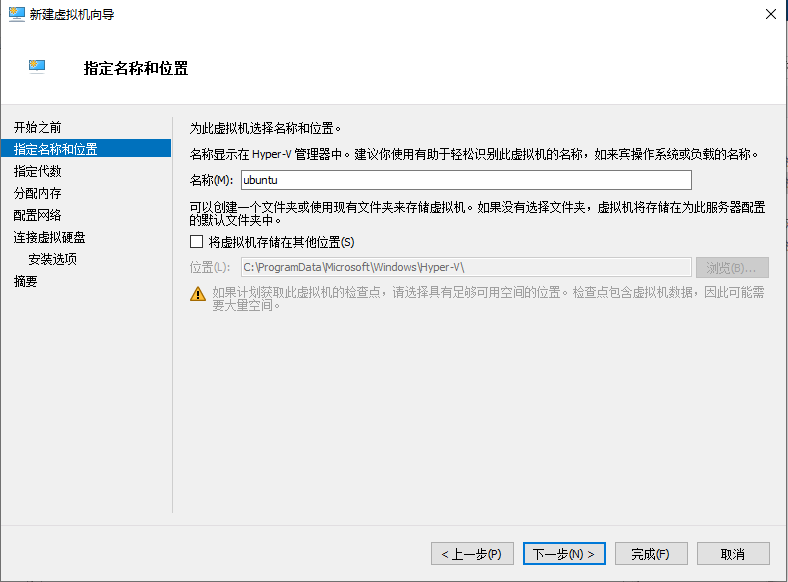 新建虚拟机向导
指定名称和位置
开始之前
指定名称和位置
指定代数
分配内存
配置网络
连接虚拟硬盘
安装选项
摘要
为此虚拟机选择名称和位置。
名称显示在 Hyper-V 管理器中。建议你使用有助于轻松识别此虚拟机的名称，如来宾操作系统或负载的名称。
名称(M): ubuntu
可以创建一个文件夹或使用现有文件夹来存储虚拟机。如果没有选择文件夹，虚拟机将存储在为此服务器配置
的默认文件夹中。
将虚拟机存储在其他位置(S)
位置(L): C:\ProgramData\Microsoft\Windows\Hyper-V\ 浏览(B)...
如果计划获取此虚拟机的检查点，请选择具有足够可用空间的位置。检查点包含虚拟机数据，因此可能需
要大量空间。
< 上一步(P) 下一步(N) > 完成(F) 取消